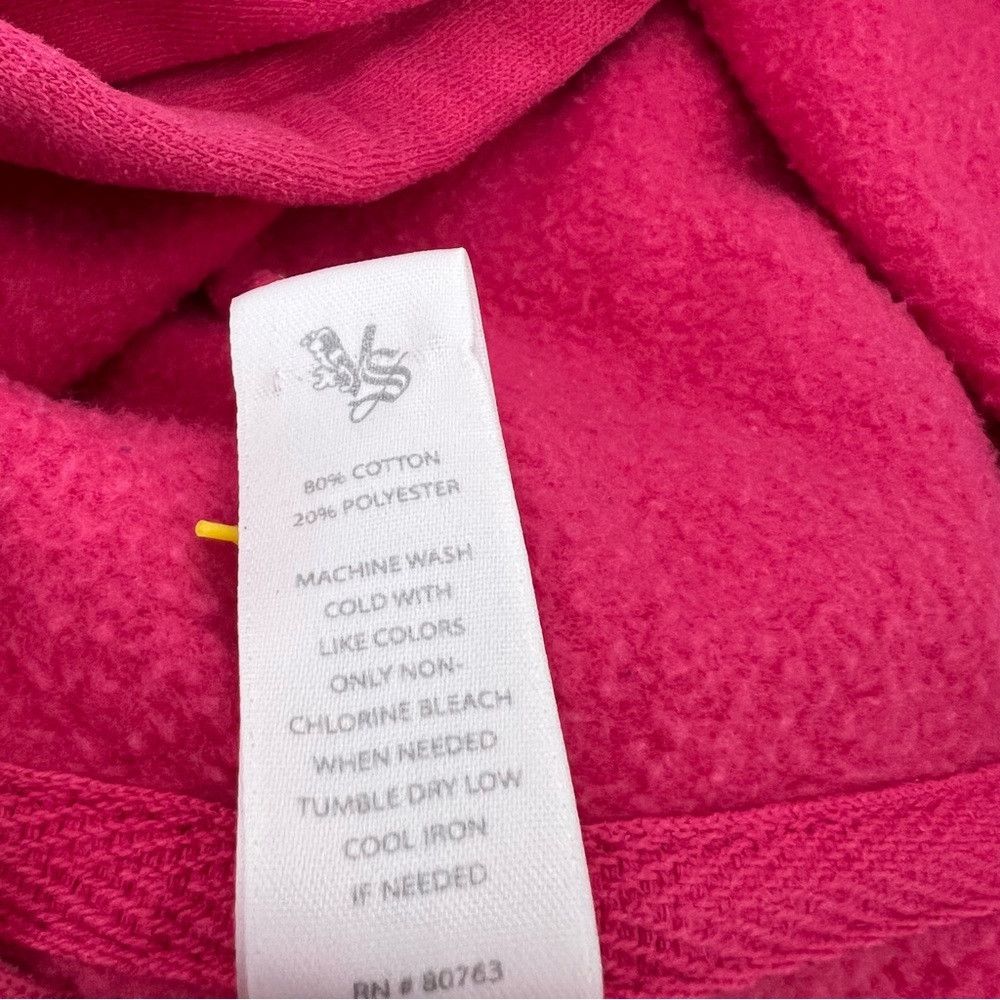 VS
80% COTTON
20% POLYESTER
MACHINE WASH
COLD WITH
LIKE COLORS
ONLY NON-
CHLORINE BLEACH
WHEN NEEDED
TUMBLE DRY LOW
COOL IRON
IF NEEDED
RN # 80763